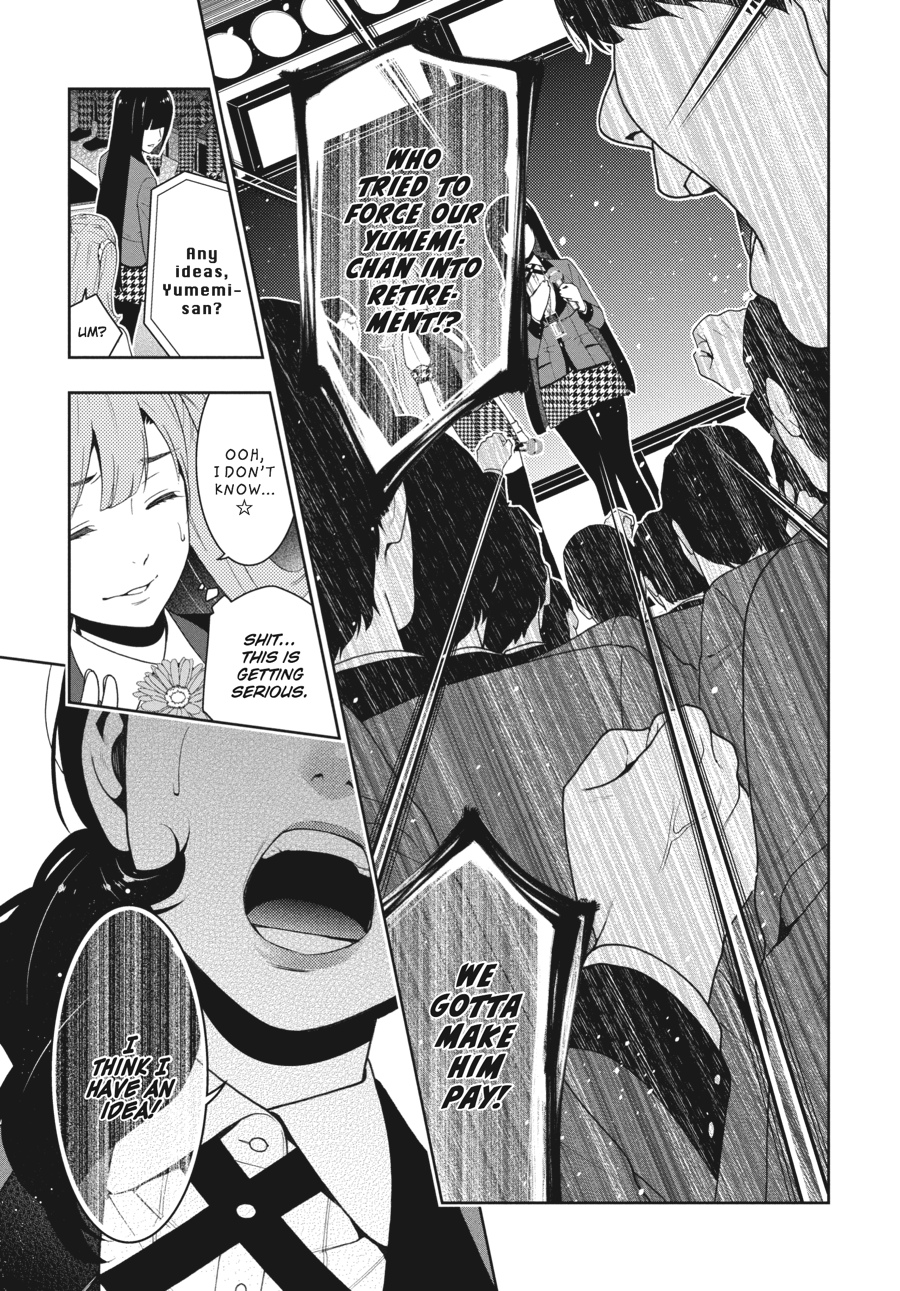 WHO
TRIED TO
FORCE OUR
YUMEMI-
CHAN INTO
RETIRE-
MENT!?
WE
GOTTA
MAKE
HIM
PAY!
Any
ideas,
Yumemi-
san?
UM?
OOH,
I DON'T
KNOW...
☆
SHIT...
THIS IS
GETTING
SERIOUS.
I
THINK I
HAVE AN
IDEA!